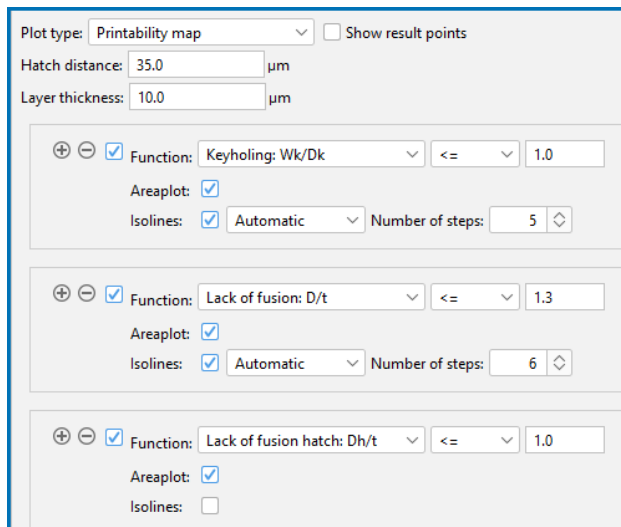 Plot type: Printability map Show result points
Hatch distance: 35.0 µm
Layer thickness: 10.0 µm
Function: Keyholing: Wk/Dk <= 1.0
Areaplot:
Isolines: Automatic Number of steps: 5
Function: Lack of fusion: D/t <= 1.3
Areaplot:
Isolines: Automatic Number of steps: 6
Function: Lack of fusion hatch: Dh/t <= 1.0
Areaplot:
Isolines: